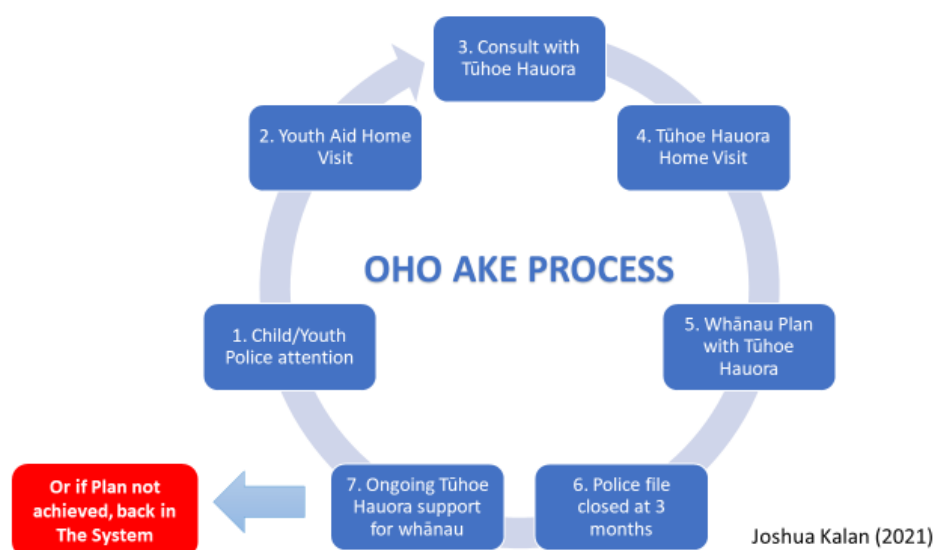 3. Consult with
Tūhoe Hauora
2. Youth Aid Home
Visit
4. Tūhoe Hauora
Home Visit
OHO AKE PROCESS
1. Child/Youth
Police attention
5. Whānau Plan
with Tūhoe
Hauora
Or if Plan not
achieved, back in
The System
7. Ongoing Tūhoe
Hauora support
for whānau
6. Police file
closed at 3
months
Joshua Kalan (2021)